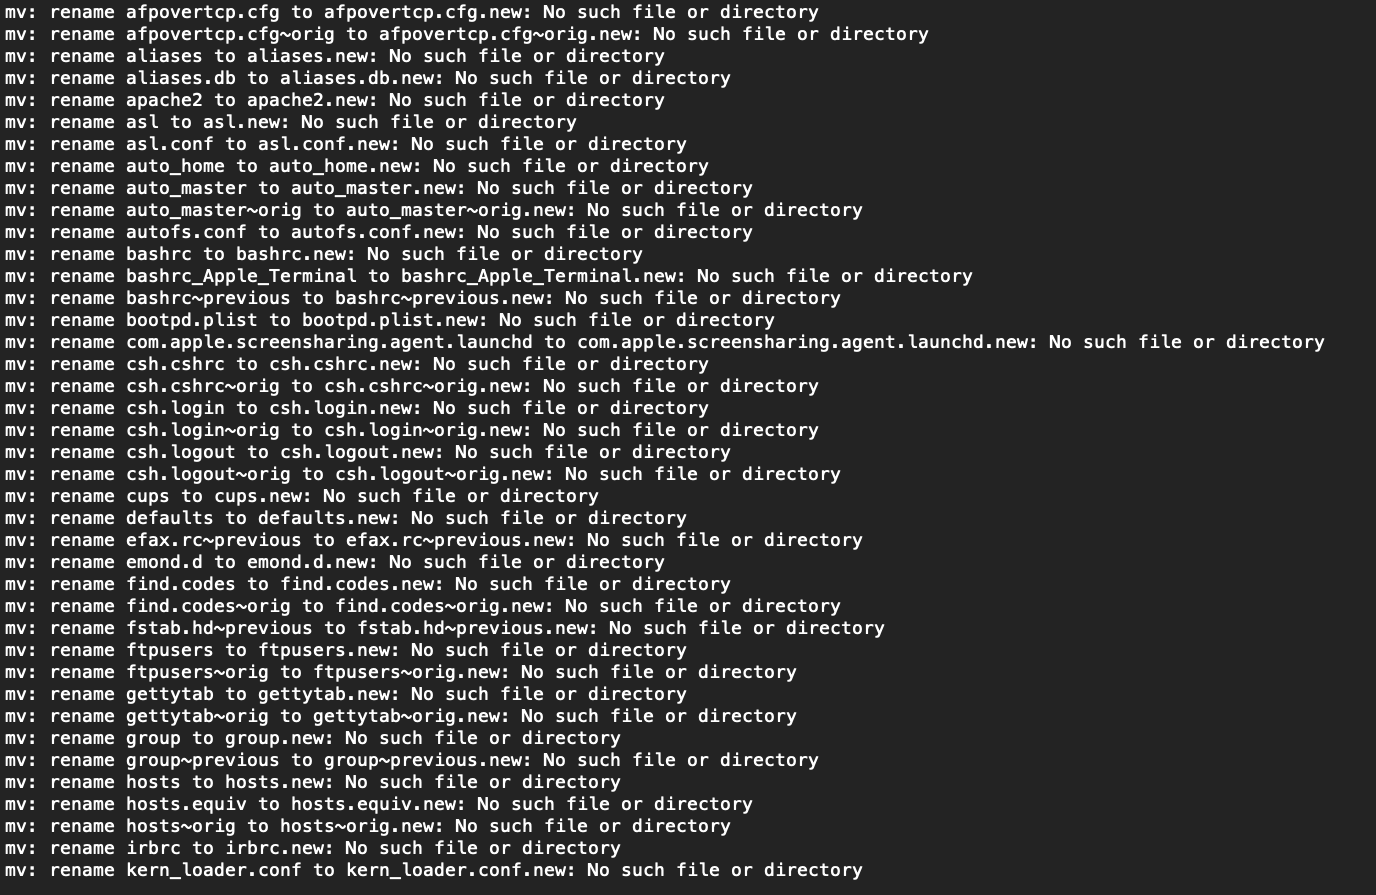 mv: rename afpovertcp.cfg to afpovertcp.cfg.new: No such file or directory
mv: rename afpovertcp.cfg~orig to afpovertcp.cfg~orig.new: No such file or directory
mv: rename aliases to aliases.new: No such file or directory
mv: rename aliases.db to aliases.db.new: No such file or directory
mv: rename apache2 to apache2.new: No such file or directory
mv: rename asl to asl.new: No such file or directory
mv: rename asl.conf to asl.conf.new: No such file or directory
mv: rename auto_home to auto_home.new: No such file or directory
mv: rename auto_master to auto_master.new: No such file or directory
mv: rename auto_master~orig to auto_master~orig.new: No such file or directory
mv: rename autofs.conf to autofs.conf.new: No such file or directory
mv: rename bashrc to bashrc.new: No such file or directory
mv: rename bashrc_Apple_Terminal to bashrc_Apple_Terminal.new: No such file or directory
mv: rename bashrc~previous to bashrc~previous.new: No such file or directory
mv: rename bootpd.plist to bootpd.plist.new: No such file or directory
mv: rename com.apple.screensharing.agent.launchd to com.apple.screensharing.agent.launchd.new: No such file or directory
mv: rename csh.cshrc to csh.cshrc.new: No such file or directory
mv: rename csh.cshrc~orig to csh.cshrc~orig.new: No such file or directory
mv: rename csh.login to csh.login.new: No such file or directory
mv: rename csh.login~orig to csh.login~orig.new: No such file or directory
mv: rename csh.logout to csh.logout.new: No such file or directory
mv: rename csh.logout~orig to csh.logout~orig.new: No such file or directory
mv: rename cups to cups.new: No such file or directory
mv: rename defaults to defaults.new: No such file or directory
mv: rename efax.rc~previous to efax.rc~previous.new: No such file or directory
mv: rename emond.d to emond.d.new: No such file or directory
mv: rename find.codes to find.codes.new: No such file or directory
mv: rename find.codes~orig to find.codes~orig.new: No such file or directory
mv: rename fstab.hd~previous to fstab.hd~previous.new: No such file or directory
mv: rename ftpusers to ftpusers.new: No such file or directory
mv: rename ftpusers~orig to ftpusers~orig.new: No such file or directory
mv: rename gettytab to gettytab.new: No such file or directory
mv: rename gettytab~orig to gettytab~orig.new: No such file or directory
mv: rename group to group.new: No such file or directory
mv: rename group~previous to group~previous.new: No such file or directory
mv: rename hosts to hosts.new: No such file or directory
mv: rename hosts.equiv to hosts.equiv.new: No such file or directory
mv: rename hosts~orig to hosts~orig.new: No such file or directory
mv: rename irbrc to irbrc.new: No such file or directory
mv: rename kern_loader.conf to kern_loader.conf.new: No such file or directory